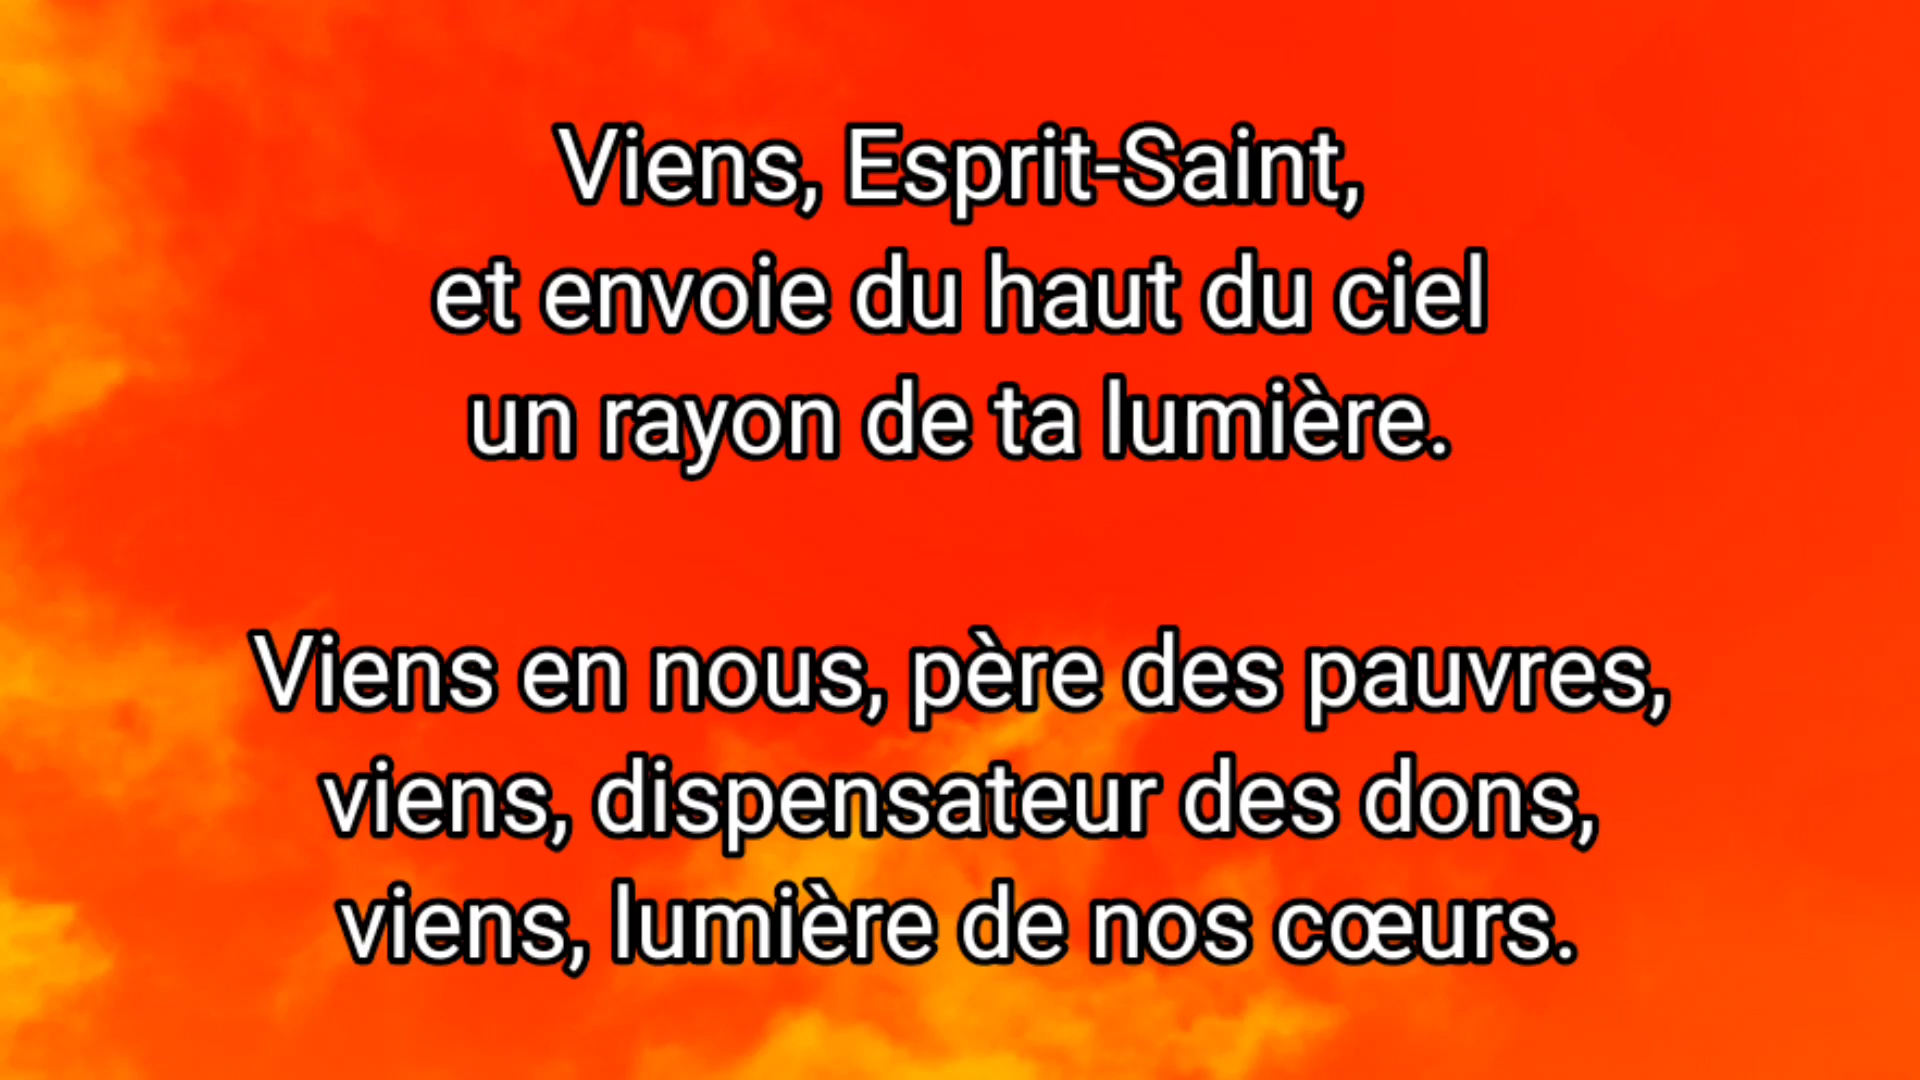 Viens, Esprit-Saint,
et envoie du haut du ciel
un rayon de ta lumière.
Viens en nous, père des pauvres,
viens, dispensateur des dons,
viens, lumière de nos cœurs.